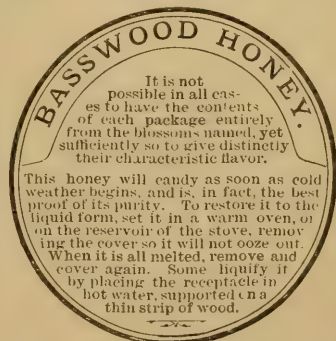 BASSWOOD HONEY.
It is not
possible in all cas-
es to have the contents
of each package entirely
from the blossoms named, yet
sufficiently so to give distinctly
their characteristic flavor.
This honey will candy as soon as cold
weather begins, and is, in fact, the best
proof of its purity. To restore it to the
liquid form, set it in a warm oven, or
on the reservoir of the stove, remov
ing the cover so it will not ooze out.
When it is all melted, remove and
cover again. Some liquify it
by placing the receptacle in
hot water, supported on a
thin strip of wood.